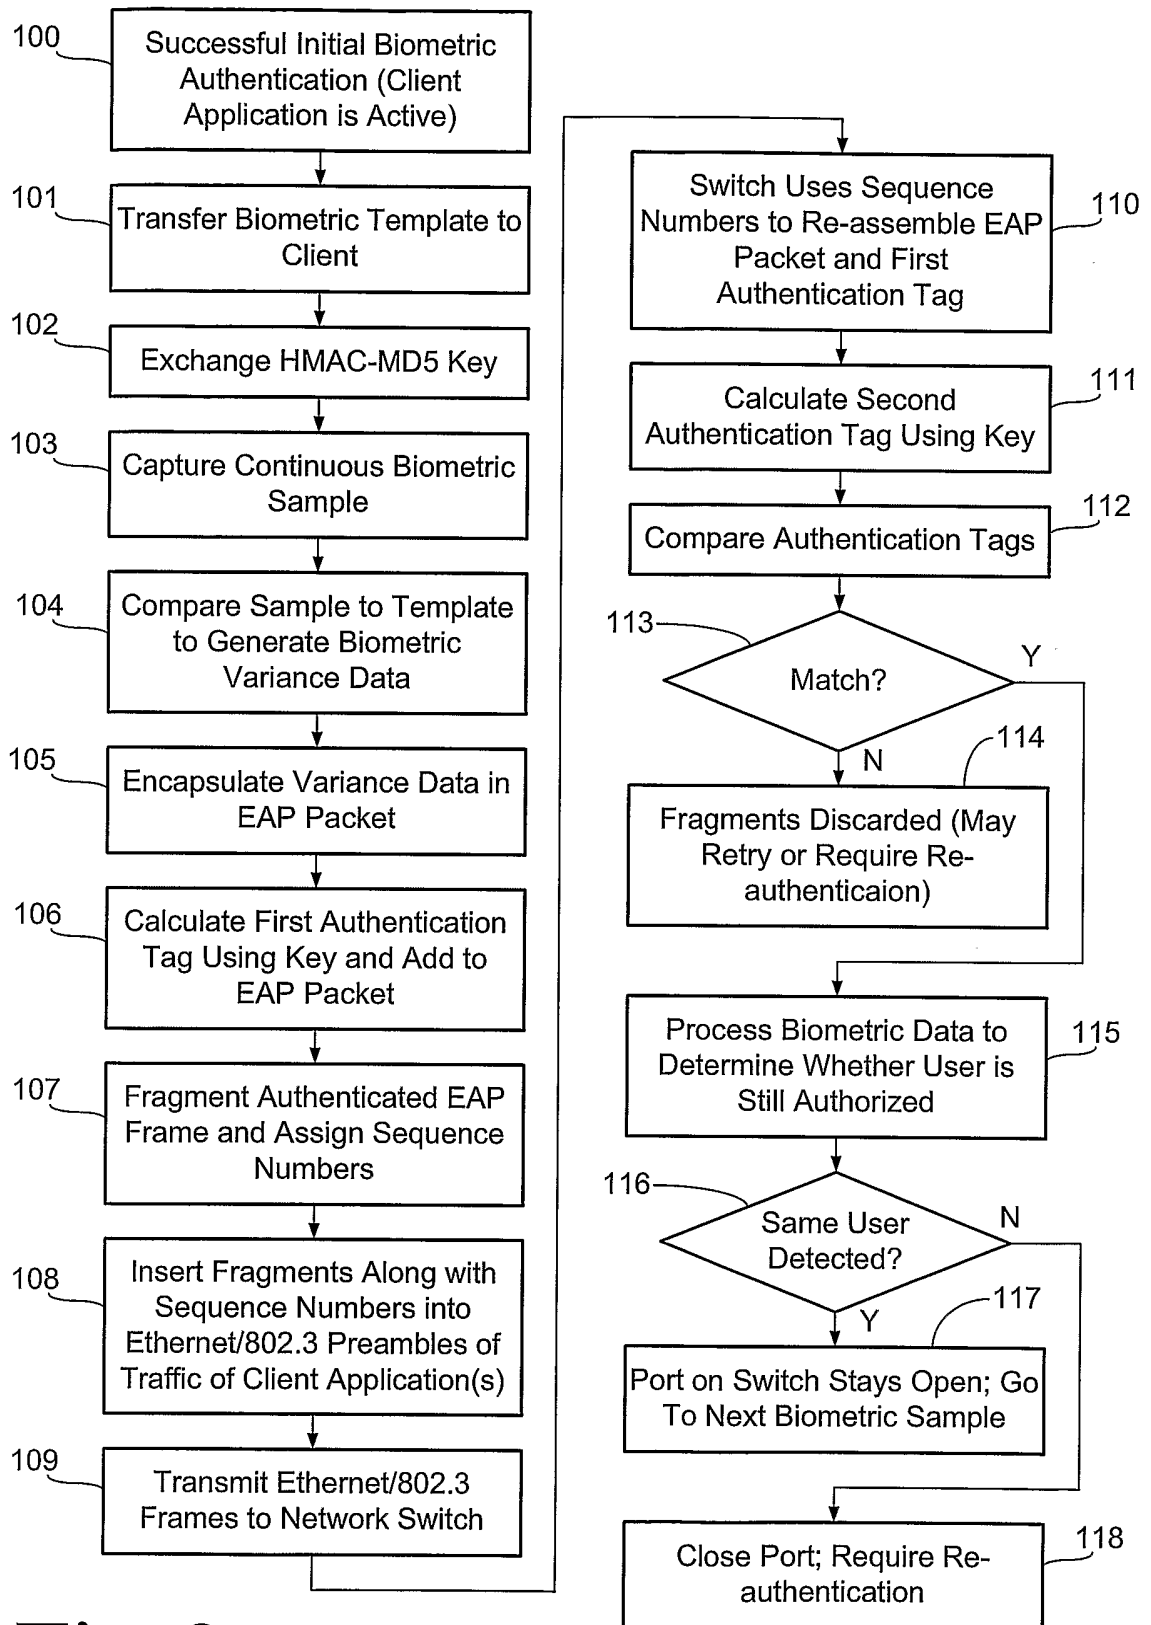 100
Successful Initial Biometric
Authentication (Client
Application is Active)
101
Transfer Biometric Template to
Client
102
Exchange HMAC-MD5 Key
103
Capture Continuous Biometric
Sample
104
Compare Sample to Template
to Generate Biometric
Variance Data
105
Encapsulate Variance Data in
EAP Packet
106
Calculate First Authentication
Tag Using Key and Add to
EAP Packet
107
Fragment Authenticated EAP
Frame and Assign Sequence
Numbers
108
Insert Fragments Along with
Sequence Numbers into
Ethernet/802.3 Preambles of
Traffic of Client Application(s)
109
Transmit Ethernet/802.3
Frames to Network Switch
110
Switch Uses Sequence
Numbers to Re-assemble EAP
Packet and First
Authentication Tag
111
Calculate Second
Authentication Tag Using Key
112
Compare Authentication Tags
113
Match?
Y
N
114
Fragments Discarded (May
Retry or Require Re-
authenticaion)
115
Process Biometric Data to
Determine Whether User is
Still Authorized
116
Same User
Detected?
N
Y
117
Port on Switch Stays Open; Go
To Next Biometric Sample
118
Close Port; Require Re-
authentication